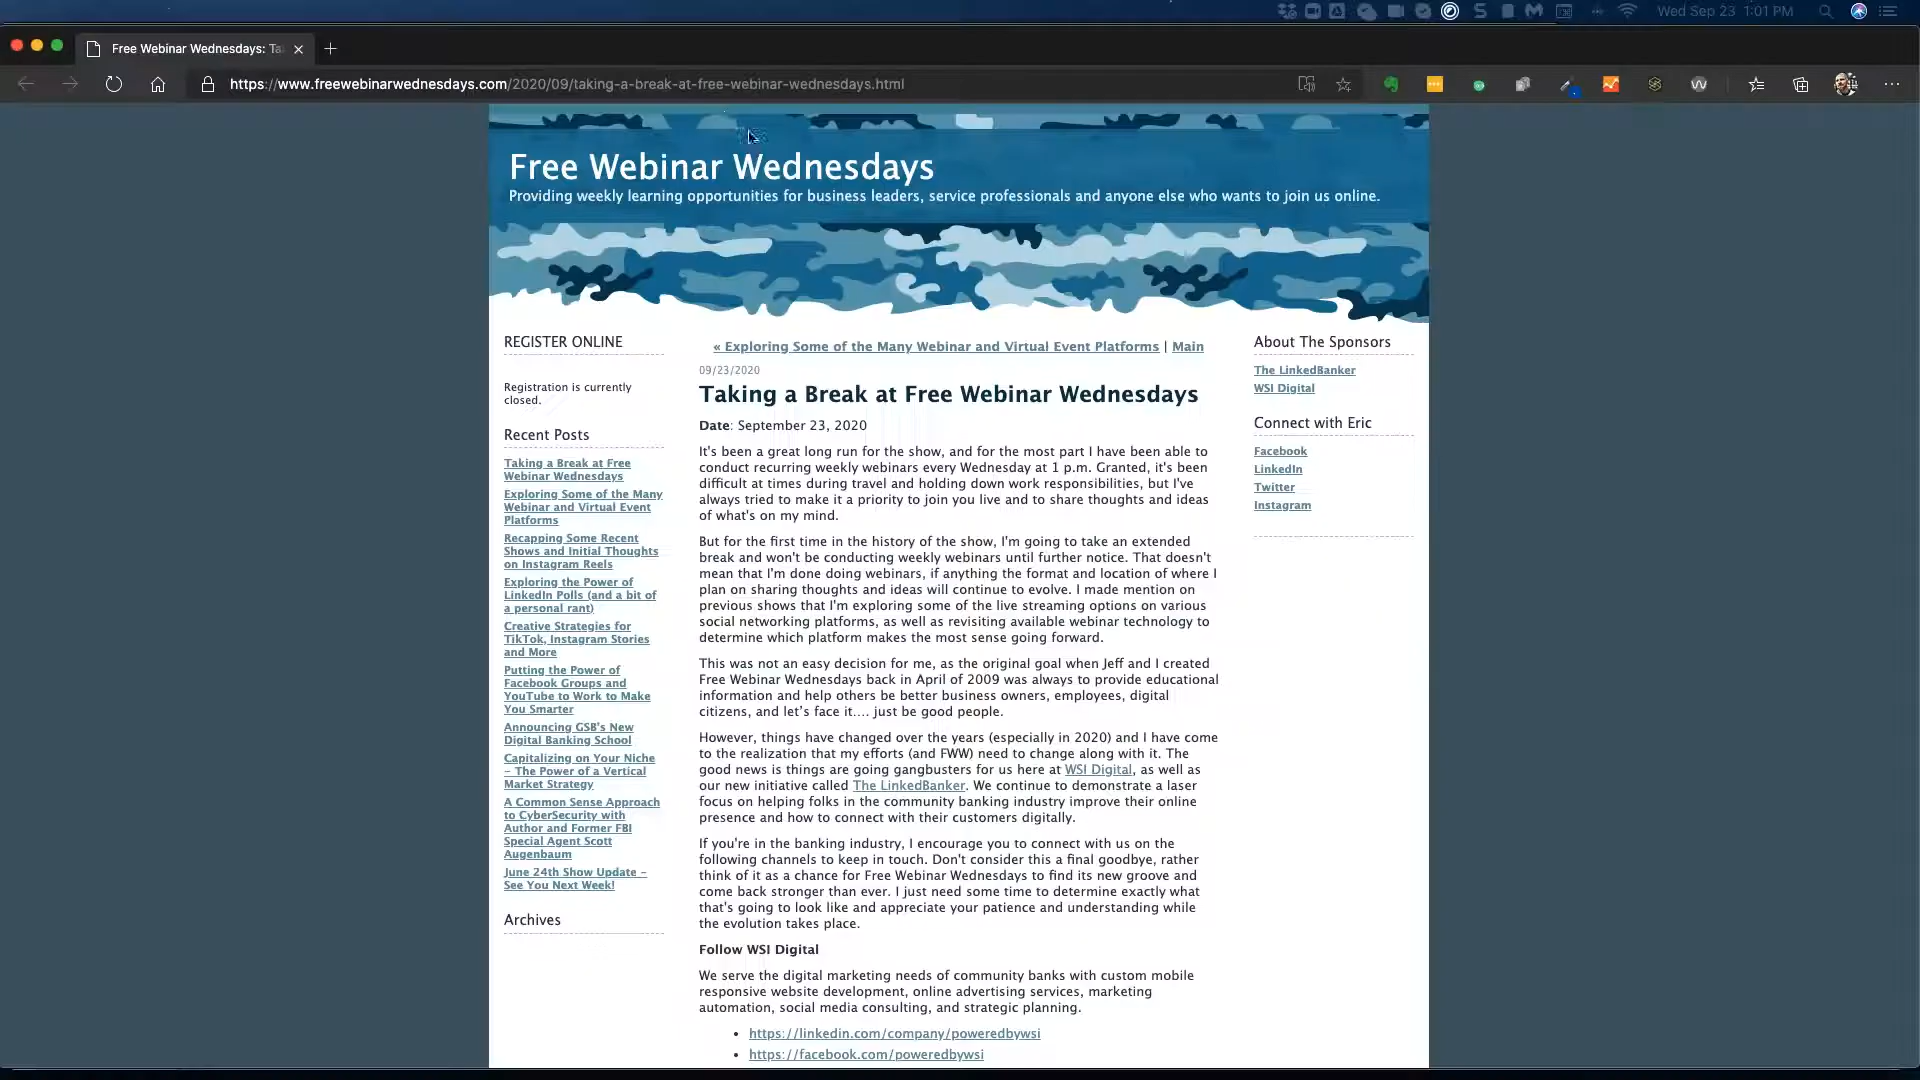 Wed Sep 23 1:01 PM
Free Webinar Wednesdays: Ta
https://www.freewebinarwednesdays.com/2020/09/taking-a-break-at-free-webinar-wednesdays.html
Free Webinar Wednesdays
Providing weekly learning opportunities for business leaders, service professionals and anyone else who wants to join us online.
REGISTER ONLINE
Registration is currently
closed.
Recent Posts
Taking a Break at Free
Webinar Wednesdays
Exploring Some of the Many
Webinar and Virtual Event
Platforms
Recapping Some Recent
Shows and Initial Thoughts
on Instagram Reels
Exploring the Power of
LinkedIn Polls (and a bit of
a personal rant)
Creative Strategies for
TikTok, Instagram Stories
and More
Putting the Power of
Facebook Groups and
YouTube to Work to Make
You Smarter
Announcing GSB's New
Digital Banking School
Capitalizing on Your Niche
– The Power of a Vertical
Market Strategy
A Common Sense Approach
to CyberSecurity with
Author and Former FBI
Special Agent Scott
Augenbaum
June 24th Show Update –
See You Next Week!
Archives
« Exploring Some of the Many Webinar and Virtual Event Platforms | Main
09/23/2020
Taking a Break at Free Webinar Wednesdays
Date: September 23, 2020
It's been a great long run for the show, and for the most part I have been able to
conduct recurring weekly webinars every Wednesday at 1 p.m. Granted, it's been
difficult at times during travel and holding down work responsibilities, but I've
always tried to make it a priority to join you live and to share thoughts and ideas
of what's on my mind.
But for the first time in the history of the show, I'm going to take an extended
break and won't be conducting weekly webinars until further notice. That doesn't
mean that I'm done doing webinars, if anything the format and location of where I
plan on sharing thoughts and ideas will continue to evolve. I made mention on
previous shows that I'm exploring some of the live streaming options on various
social networking platforms, as well as revisiting available webinar technology to
determine which platform makes the most sense going forward.
This was not an easy decision for me, as the original goal when Jeff and I created
Free Webinar Wednesdays back in April of 2009 was always to provide educational
information and help others be better business owners, employees, digital
citizens, and let’s face it.... just be good people.
However, things have changed over the years (especially in 2020) and I have come
to the realization that my efforts (and FWW) need to change along with it. The
good news is things are going gangbusters for us here at WSI Digital, as well as
our new initiative called The LinkedBanker. We continue to demonstrate a laser
focus on helping folks in the community banking industry improve their online
presence and how to connect with their customers digitally.
If you're in the banking industry, I encourage you to connect with us on the
following channels to keep in touch. Don't consider this a final goodbye, rather
think of it as a chance for Free Webinar Wednesdays to find its new groove and
come back stronger than ever. I just need some time to determine exactly what
that's going to look like and appreciate your patience and understanding while
the evolution takes place.
Follow WSI Digital
We serve the digital marketing needs of community banks with custom mobile
responsive website development, online advertising services, marketing
automation, social media consulting, and strategic planning.
• https://linkedin.com/company/poweredbywsi
• https://facebook.com/poweredbywsi
About The Sponsors
The LinkedBanker
WSI Digital
Connect with Eric
Facebook
LinkedIn
Twitter
Instagram